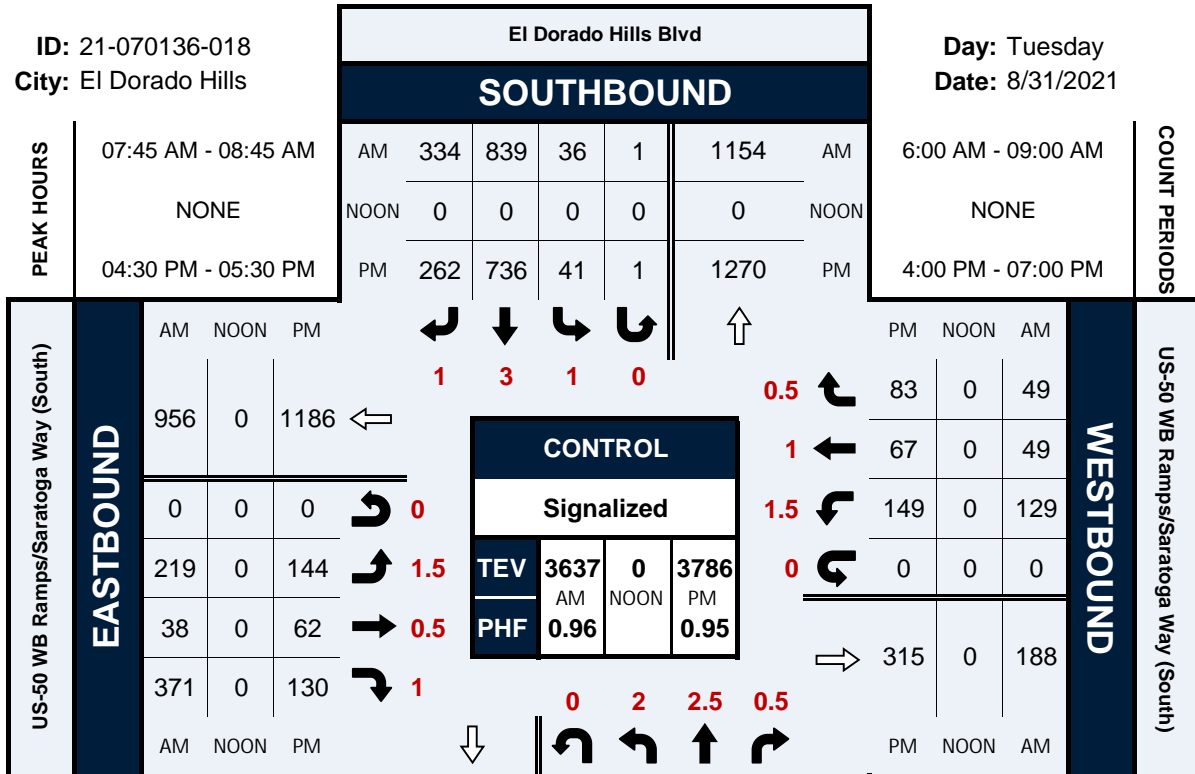 ID: 21-070136-018
City: El Dorado Hills
El Dorado Hills Blvd
SOUTHBOUND
Day: Tuesday
Date: 8/31/2021
PEAK HOURS
07:45 AM - 08:45 AM
NONE
04:30 PM - 05:30 PM
AM 334 839 36 1 1154 AM
NOON 0 0 0 0 0 NOON
PM 262 736 41 1 1270 PM
6:00 AM - 09:00 AM
NONE
4:00 PM - 07:00 PM
COUNT PERIODS
1 3 1 0
US-50 WB Ramps/Saratoga Way (South)
EASTBOUND
AM NOON PM
956 0 1186
0 0 0 0
219 0 144 1.5
38 0 62 0.5
371 0 130 1
AM NOON PM
CONTROL
Signalized
TEV 3637 0 3786
AM NOON PM
PHF 0.96 0.95
PM NOON AM
0.5 83 0 49
1 67 0 49
1.5 149 0 129
0 0 0 0
315 0 188
PM NOON AM
WESTBOUND
US-50 WB Ramps/Saratoga Way (South)
0 2 2.5 0.5